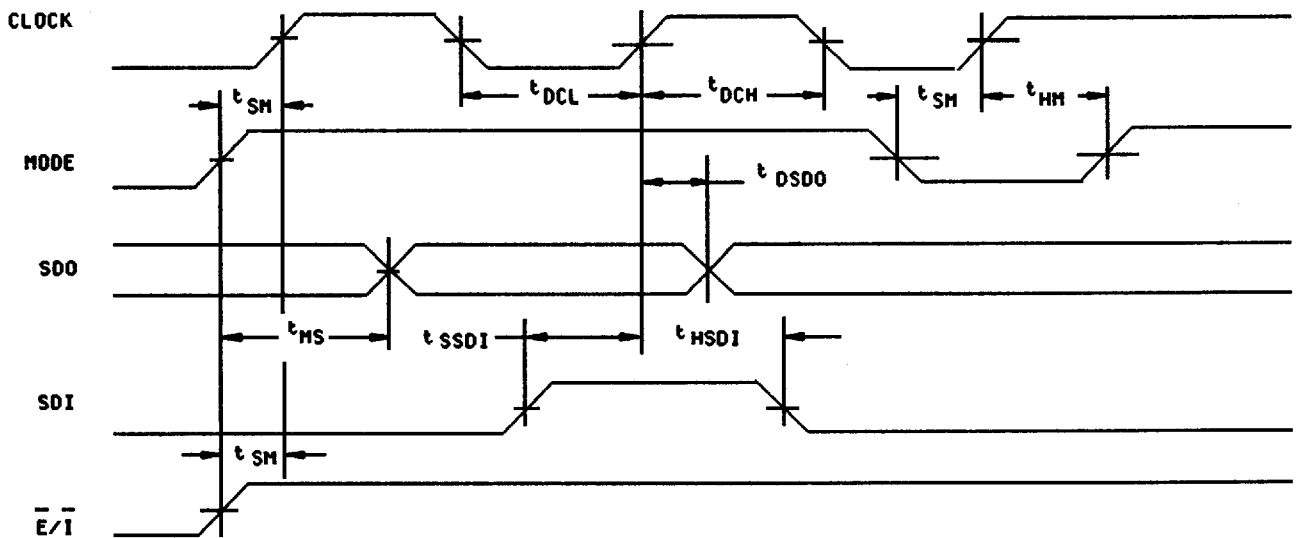 CLOCK
tSM
tDCL
tDCH
tSM
tHM
MODE
tDSDO
SDO
tMS
tSSDI
tHSDI
SDI
tSM
E̅/I̅